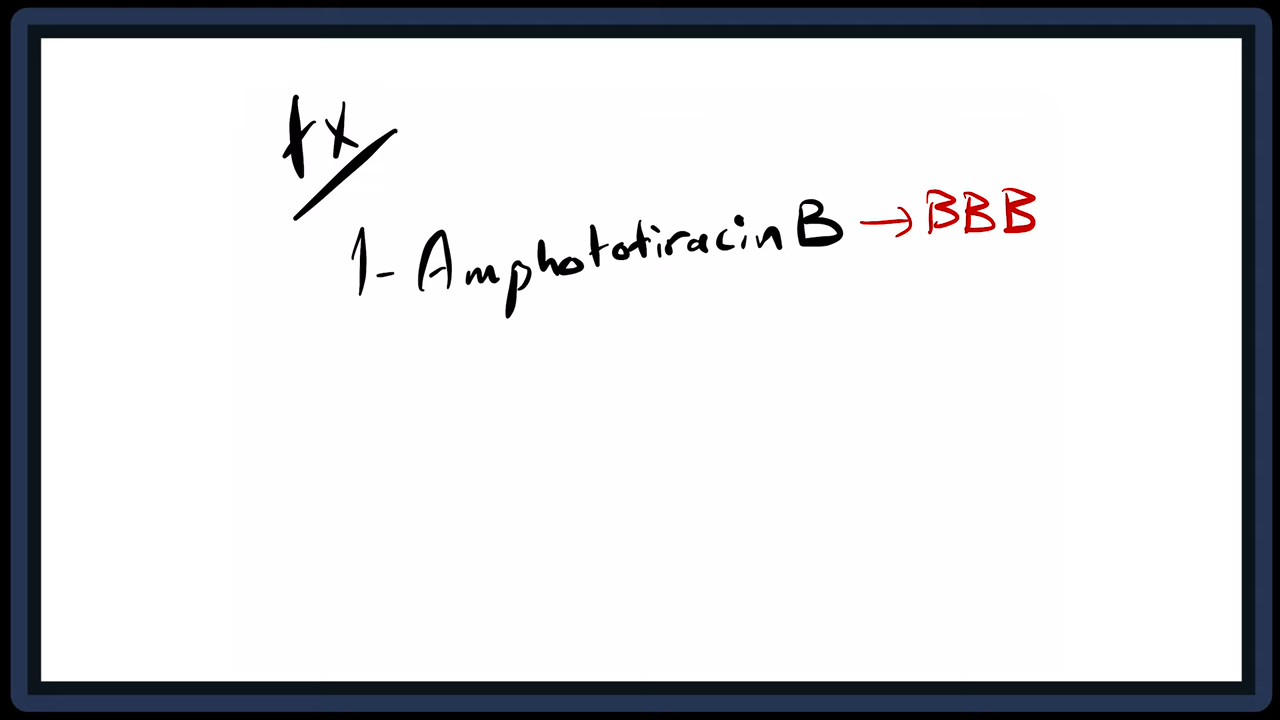 tx
1- Amphototiracin B → BBB